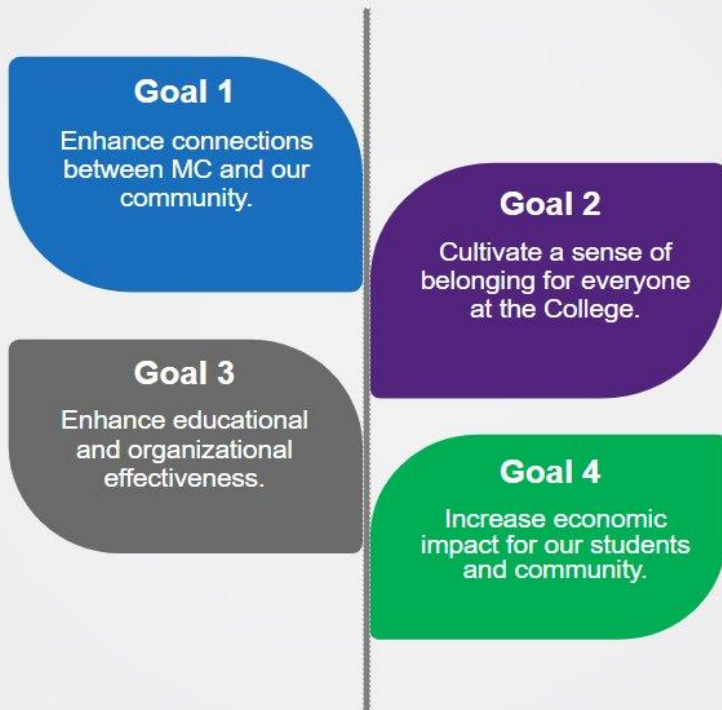 Goal 1
Enhance connections
between MC and our
community.
Goal 2
Cultivate a sense of
belonging for everyone
at the College.
Goal 3
Enhance educational
and organizational
effectiveness.
Goal 4
Increase economic
impact for our students
and community.